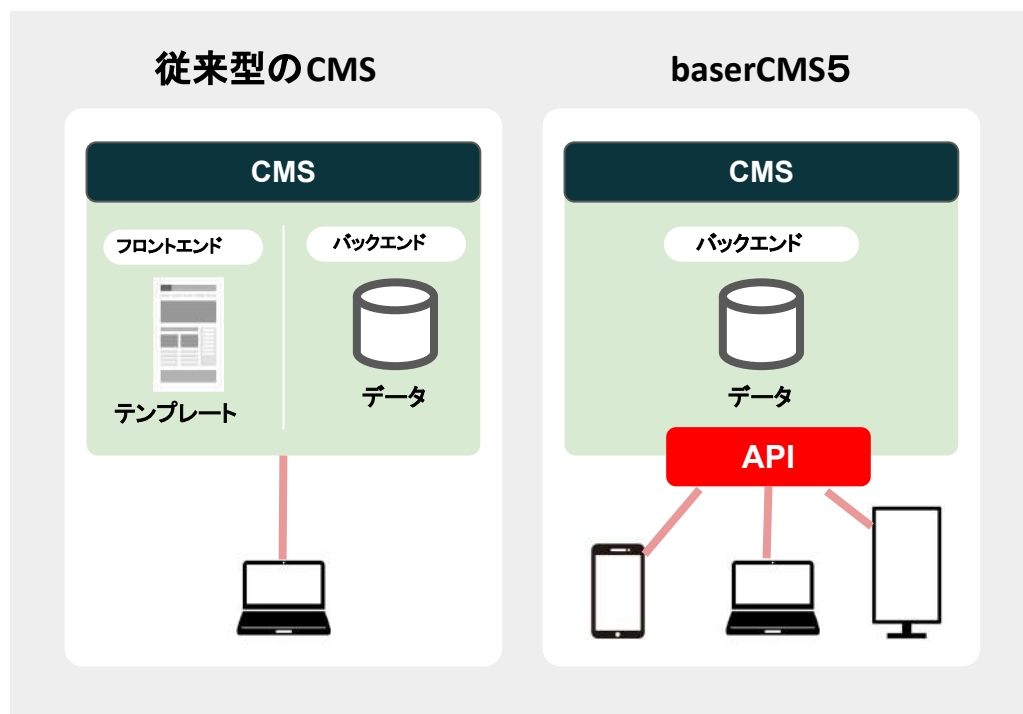 従来型のCMS
CMS
フロントエンド
バックエンド
テンプレート
データ
baserCMS５
CMS
バックエンド
データ
API